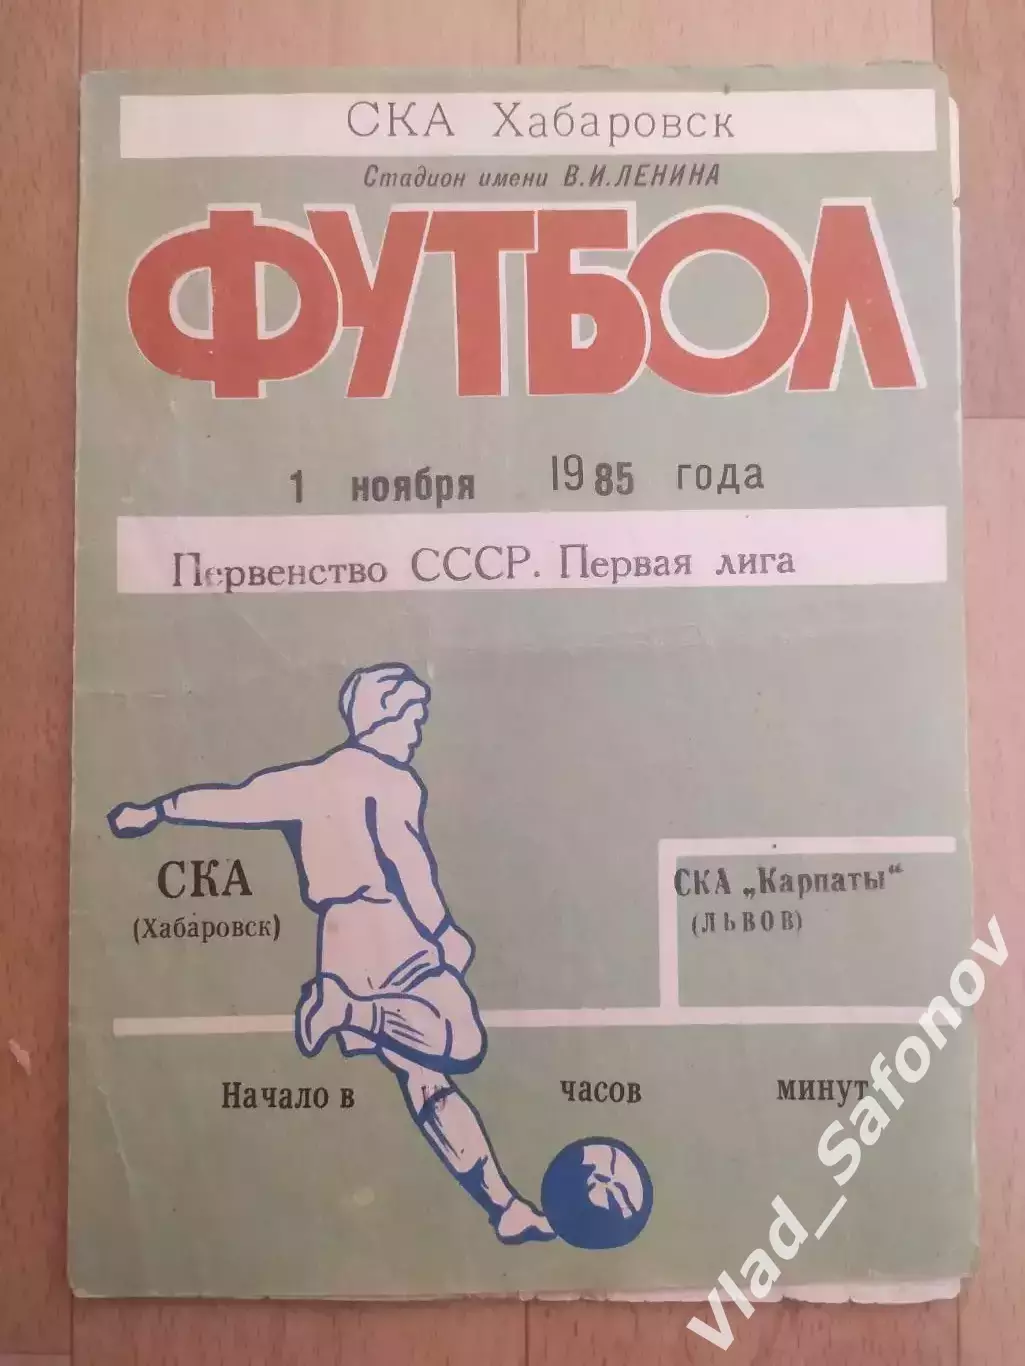 СКА Хабаровск
Стадион имени В.И.ЛЕНИНА
ФУТБОЛ
1 ноября 1985 года
Первенство СССР. Первая лига
СКА
(Хабаровск)
СКА „Карпаты“
(ЛЬВОВ)
Начало в часов минут
Vlad_Safonov